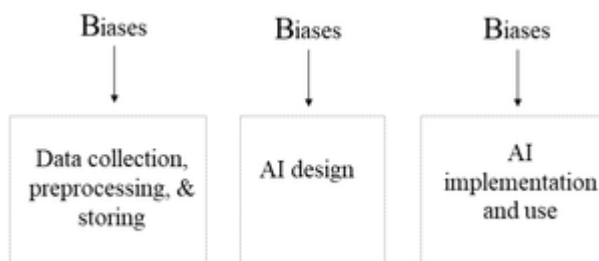 Biases
Biases
Biases
Data collection,
preprocessing, &
storing
AI design
AI
implementation
and use